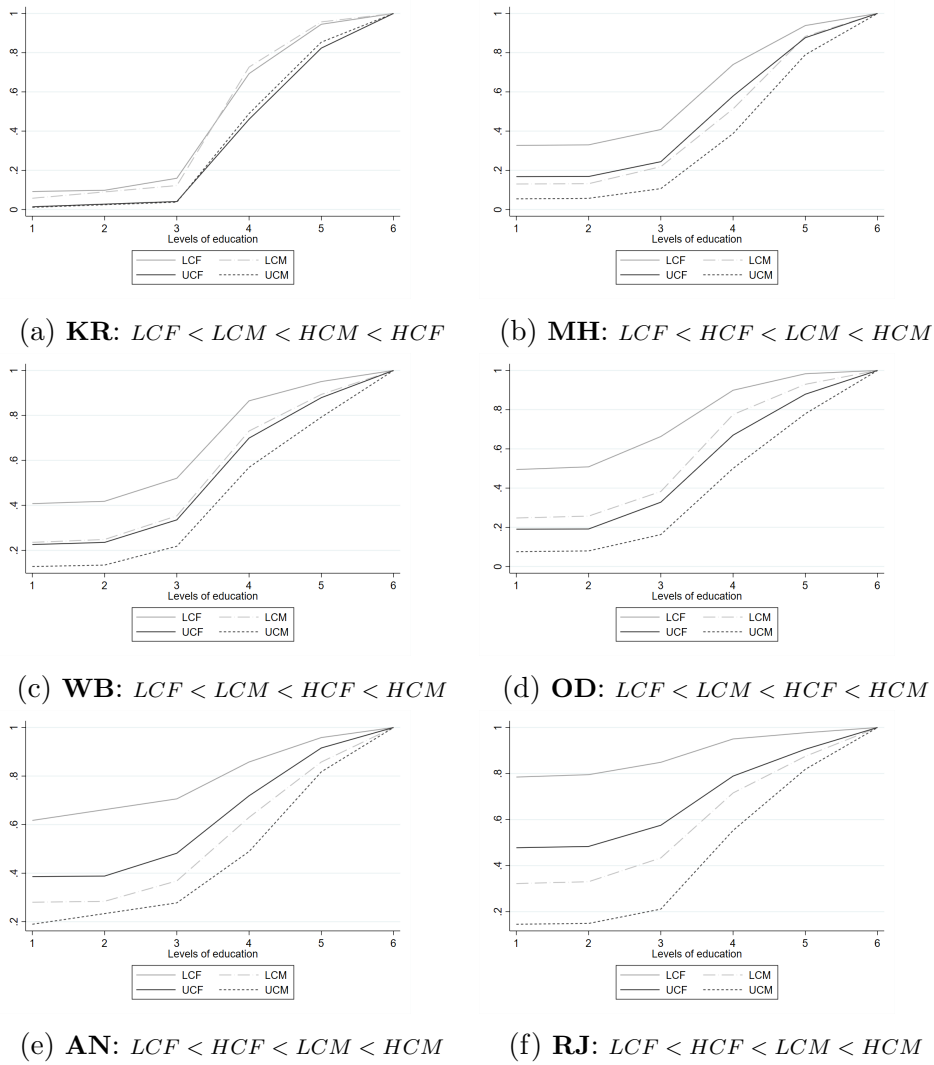 0 .2 .4 .6 .8 1
1 2 3 4 5 6
Levels of education
LCF LCM
UCF UCM
(a) KR: LCF < LCM < HCM < HCF
0 .2 .4 .6 .8 1
1 2 3 4 5 6
Levels of education
LCF LCM
UCF UCM
(b) MH: LCF < HCF < LCM < HCM
.2 .4 .6 .8 1
1 2 3 4 5 6
Levels of education
LCF LCM
UCF UCM
(c) WB: LCF < LCM < HCF < HCM
0 .2 .4 .6 .8 1
1 2 3 4 5 6
Levels of education
LCF LCM
UCF UCM
(d) OD: LCF < LCM < HCF < HCM
.2 .4 .6 .8 1
1 2 3 4 5 6
Levels of education
LCF LCM
UCF UCM
(e) AN: LCF < HCF < LCM < HCM
.2 .4 .6 .8 1
1 2 3 4 5 6
Levels of education
LCF LCM
UCF UCM
(f) RJ: LCF < HCF < LCM < HCM